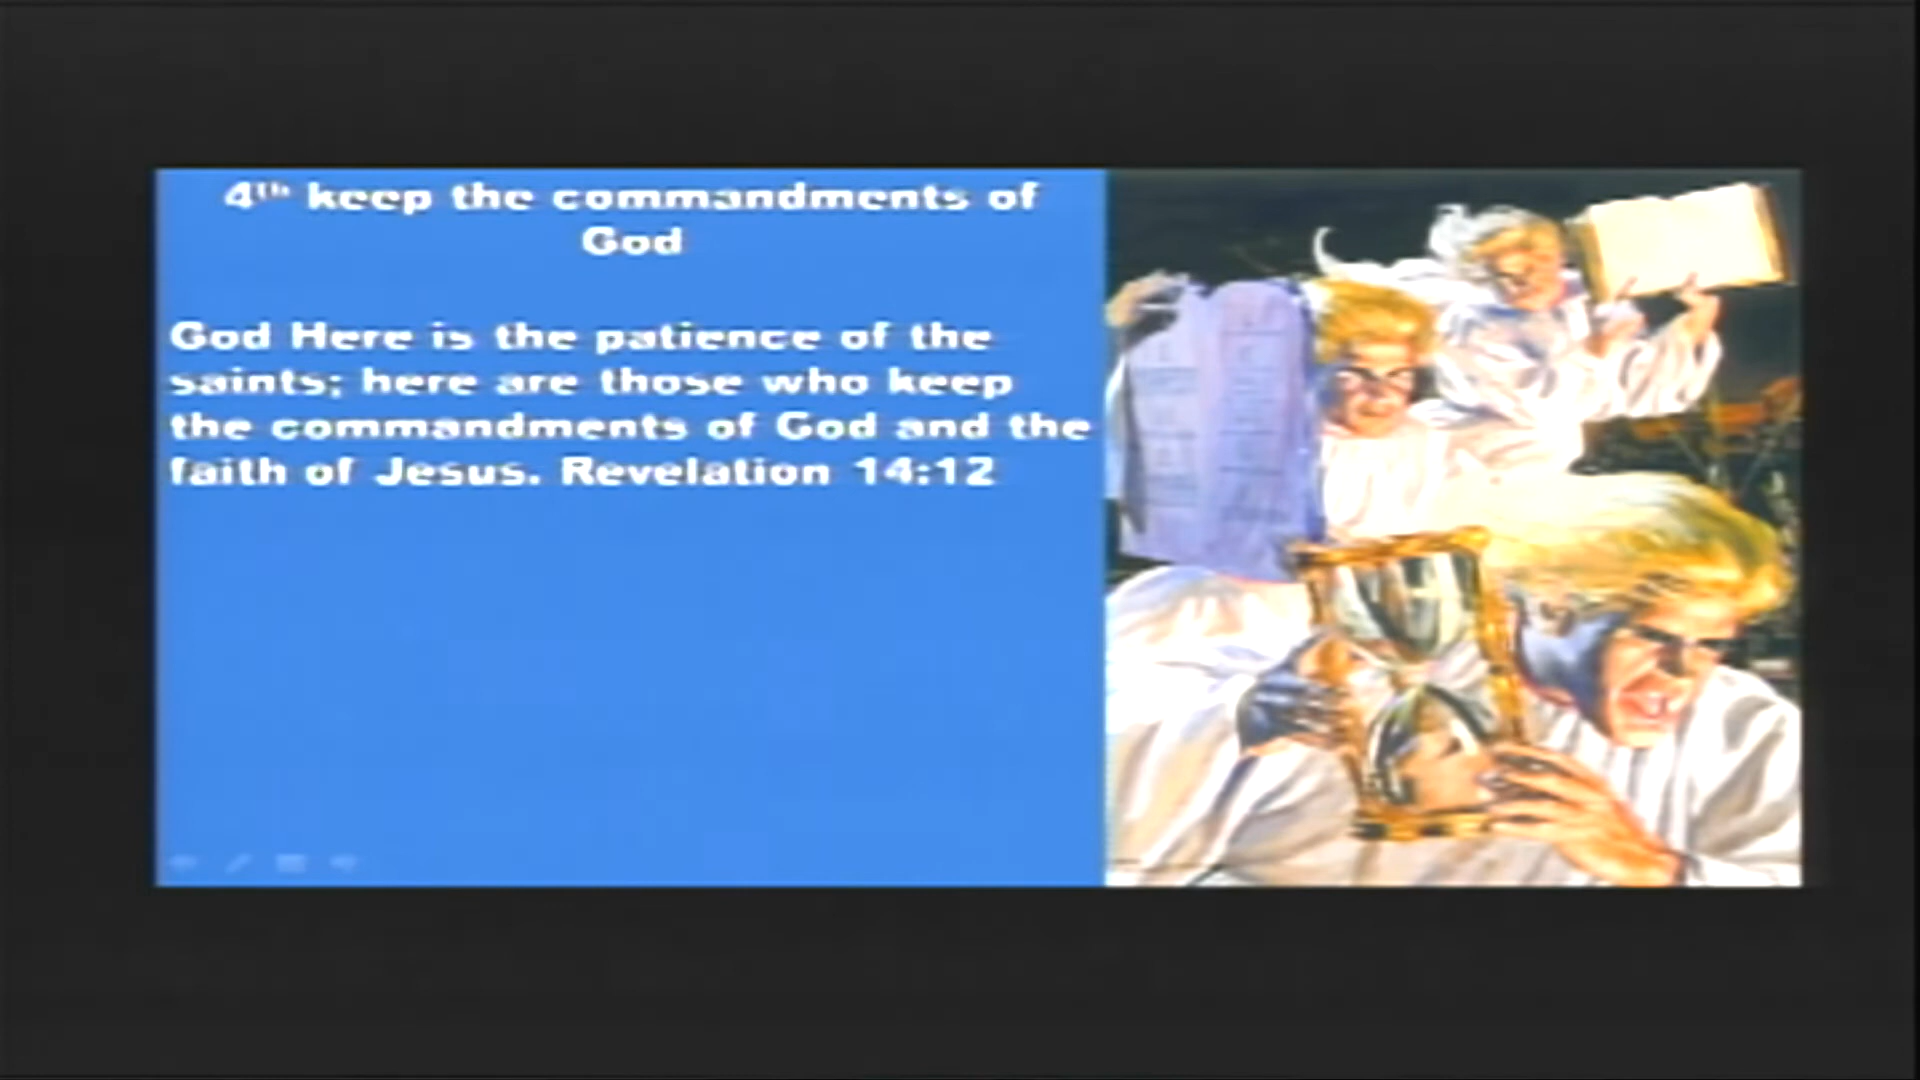 4th keep the commandments of
God
God Here is the patience of the
saints; here are those who keep
the commandments of God and the
faith of Jesus. Revelation 14:12